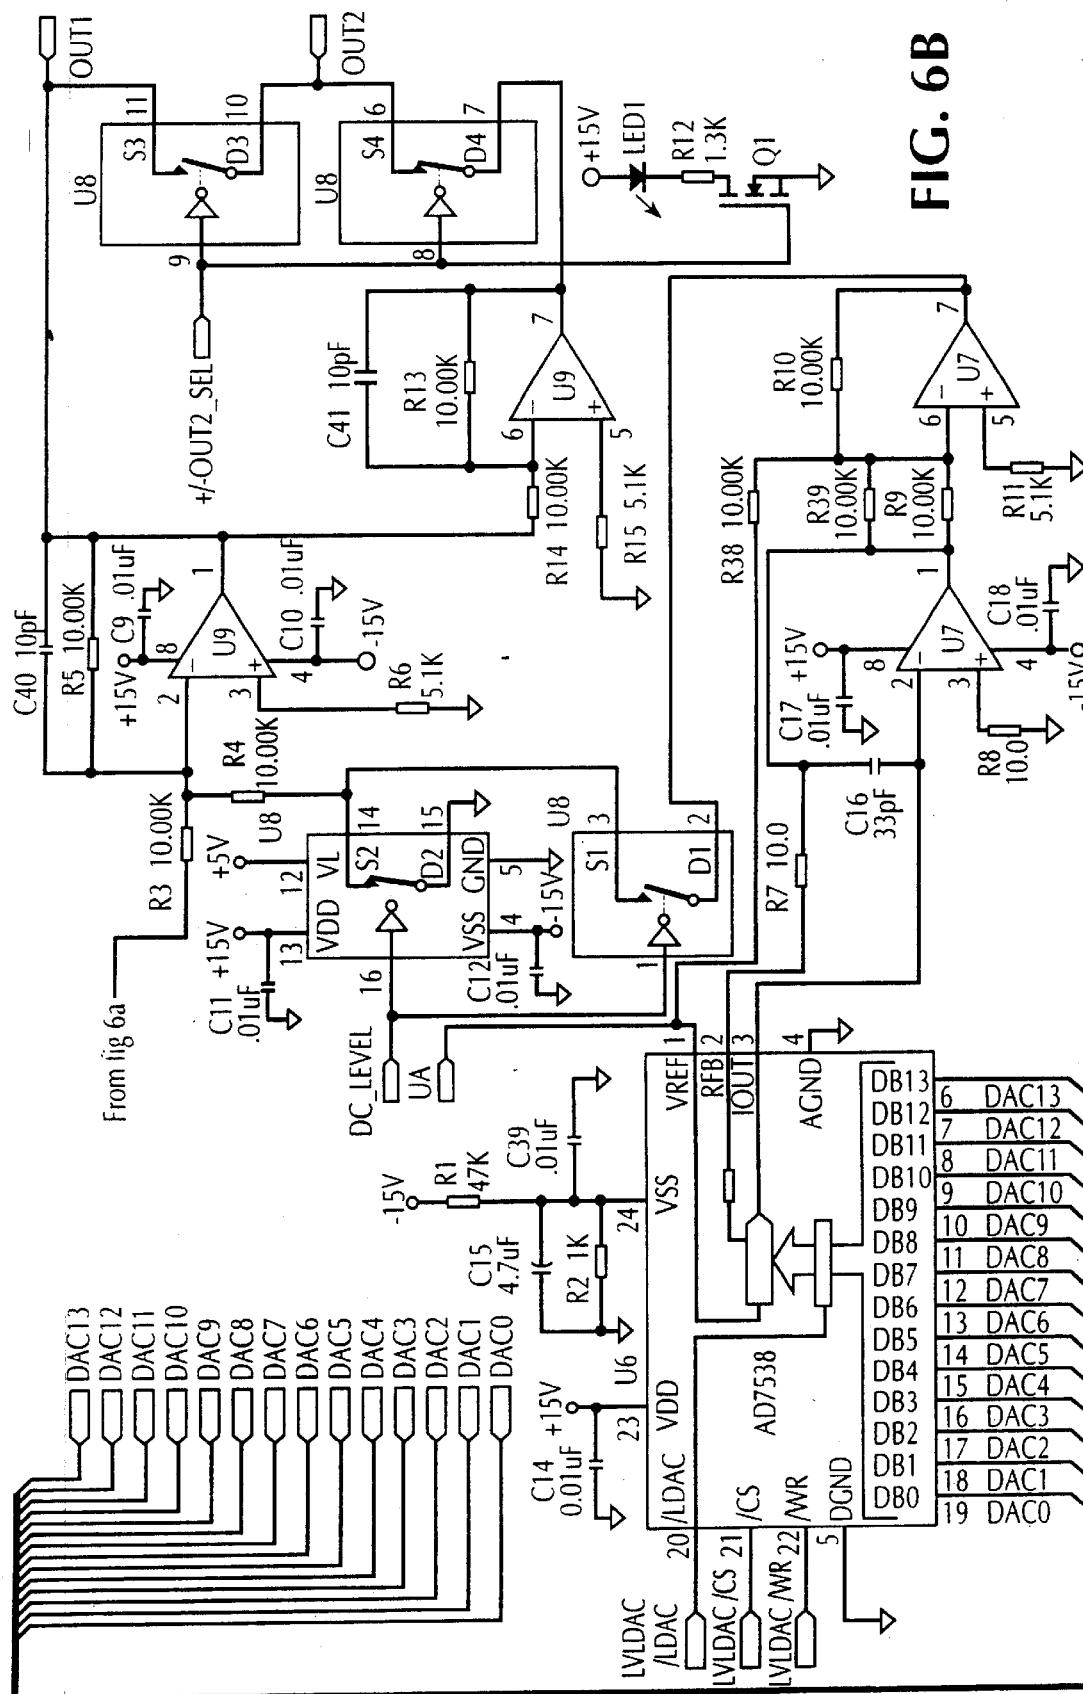 OUT1
OUT2
11
S3
D3
10
U8
9
6
S4
D4
7
U8
8
+/-OUT2_SEL
+15V
LED1
R12
1.3K
Q1
FIG. 6B
C41 10pF
R13
10.00K
6
5
7
U9
R14 10.00K
R15 5.1K
C40 10pF
R5 10.00K
+15V
C9 .01uF
8
2
3
1
U9
4
C10 .01uF
-15V
R6
5.1K
R4
10.00K
R3 10.00K
From fig 6a
U8
+5V
12
VL
+15V
13
VDD
C11
.01uF
14
S2
D2
15
GND
5
VSS
4
-15V
C12
.01uF
16
U8
3
S1
D1
2
1
DC_LEVEL
UA
R38
10.00K
R39
10.00K
R9
10.00K
R10
10.00K
6
5
7
U7
R11
5.1K
+15V
C17
.01uF
8
2
3
1
U7
4
C18
.01uF
-15V
R8
10.0
R7 10.0
C16
33pF
-15V
R1
47K
C39
.01uF
C15
4.7uF
R2 1K
24
VSS
U6
+15V
23
VDD
C14
0.01uF
VREF 1
RFB 2
IOUT 3
AGND
4
AD7538
/LDAC
20
/CS
21
/WR
22
DGND
5
LVLDAC
/LDAC
LVLDAC/CS
LVLDAC/WR
DB13
DB12
DB11
DB10
DB9
DB8
DB7
DB6
DB5
DB4
DB3
DB2
DB1
DB0
6 DAC13
7 DAC12
8 DAC11
9 DAC10
10 DAC9
11 DAC8
12 DAC7
13 DAC6
14 DAC5
15 DAC4
16 DAC3
17 DAC2
18 DAC1
19 DAC0
DAC13
DAC12
DAC11
DAC10
DAC9
DAC8
DAC7
DAC6
DAC5
DAC4
DAC3
DAC2
DAC1
DAC0